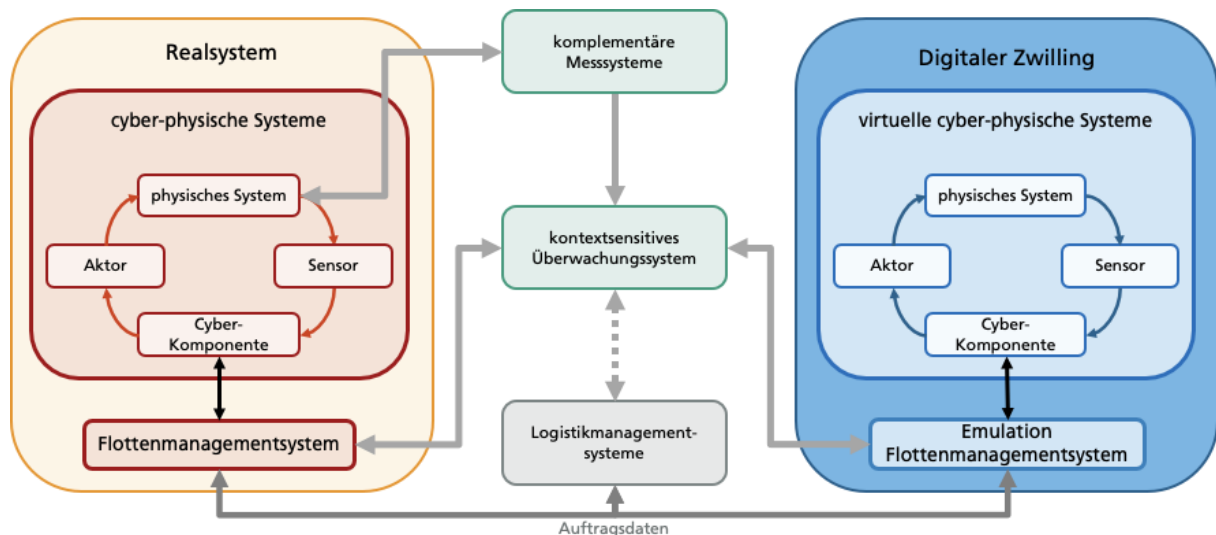 Realsystem
cyber-physische Systeme
physisches System
Aktor
Sensor
Cyber-
Komponente
Flottenmanagementsystem
komplementäre
Messsysteme
kontextsensitives
Überwachungssystem
Logistikmanagement-
systeme
Auftragsdaten
Digitaler Zwilling
virtuelle cyber-physische Systeme
physisches System
Aktor
Sensor
Cyber-
Komponente
Emulation
Flottenmanagementsystem